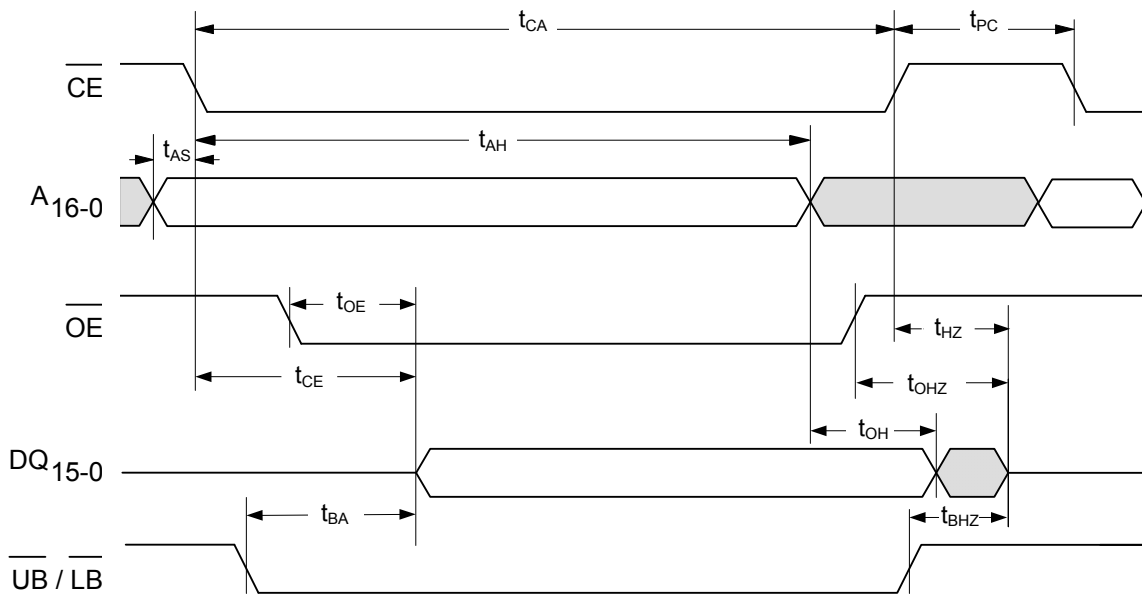 tCA
tPC
CE
tAH
tAS
A16-0
tOE
OE
tHZ
tCE
tOHZ
tOH
DQ15-0
tBA
tBHZ
UB / LB